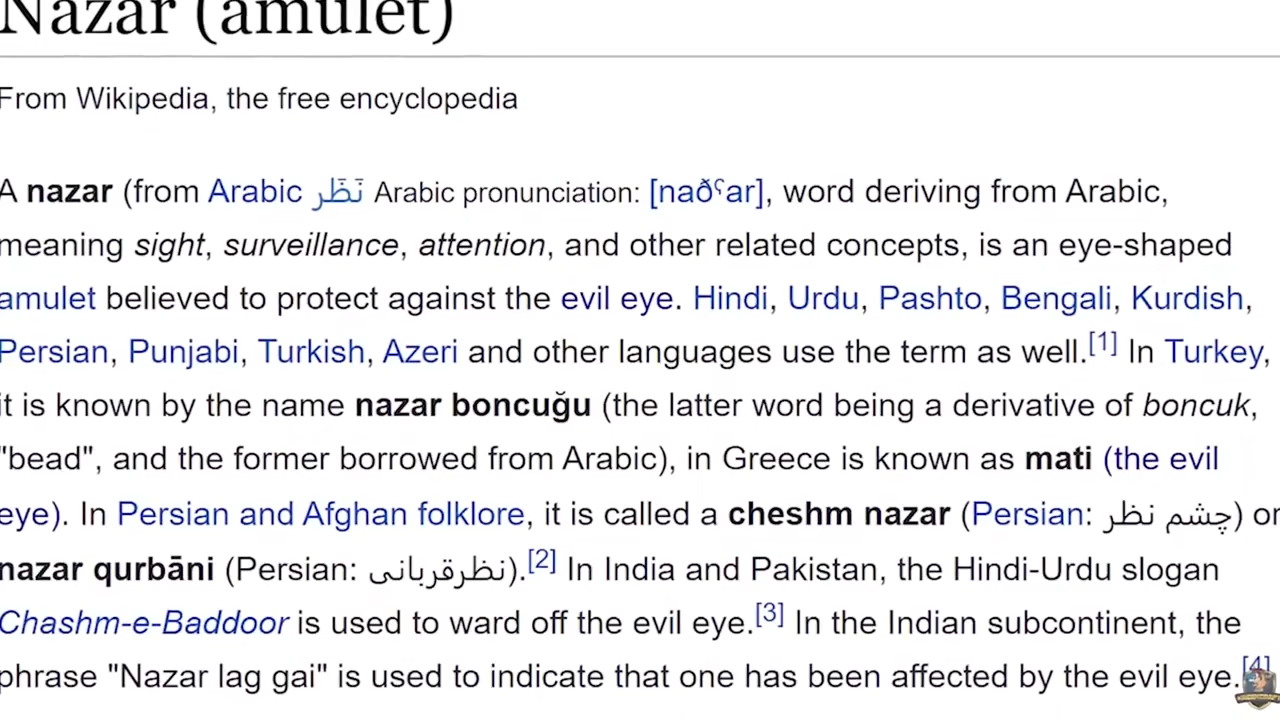 Nazar (amulet)
From Wikipedia, the free encyclopedia
A nazar (from Arabic نَظَر Arabic pronunciation: [naðˤar], word deriving from Arabic,
meaning sight, surveillance, attention, and other related concepts, is an eye-shaped
amulet believed to protect against the evil eye. Hindi, Urdu, Pashto, Bengali, Kurdish,
Persian, Punjabi, Turkish, Azeri and other languages use the term as well.[1] In Turkey,
it is known by the name nazar boncuğu (the latter word being a derivative of boncuk,
"bead", and the former borrowed from Arabic), in Greece is known as mati (the evil
eye). In Persian and Afghan folklore, it is called a cheshm nazar (Persian: چشم نظر) or
nazar qurbāni (Persian: نظرقربانی).[2] In India and Pakistan, the Hindi-Urdu slogan
Chashm-e-Baddoor is used to ward off the evil eye.[3] In the Indian subcontinent, the
phrase "Nazar lag gai" is used to indicate that one has been affected by the evil eye.[4]